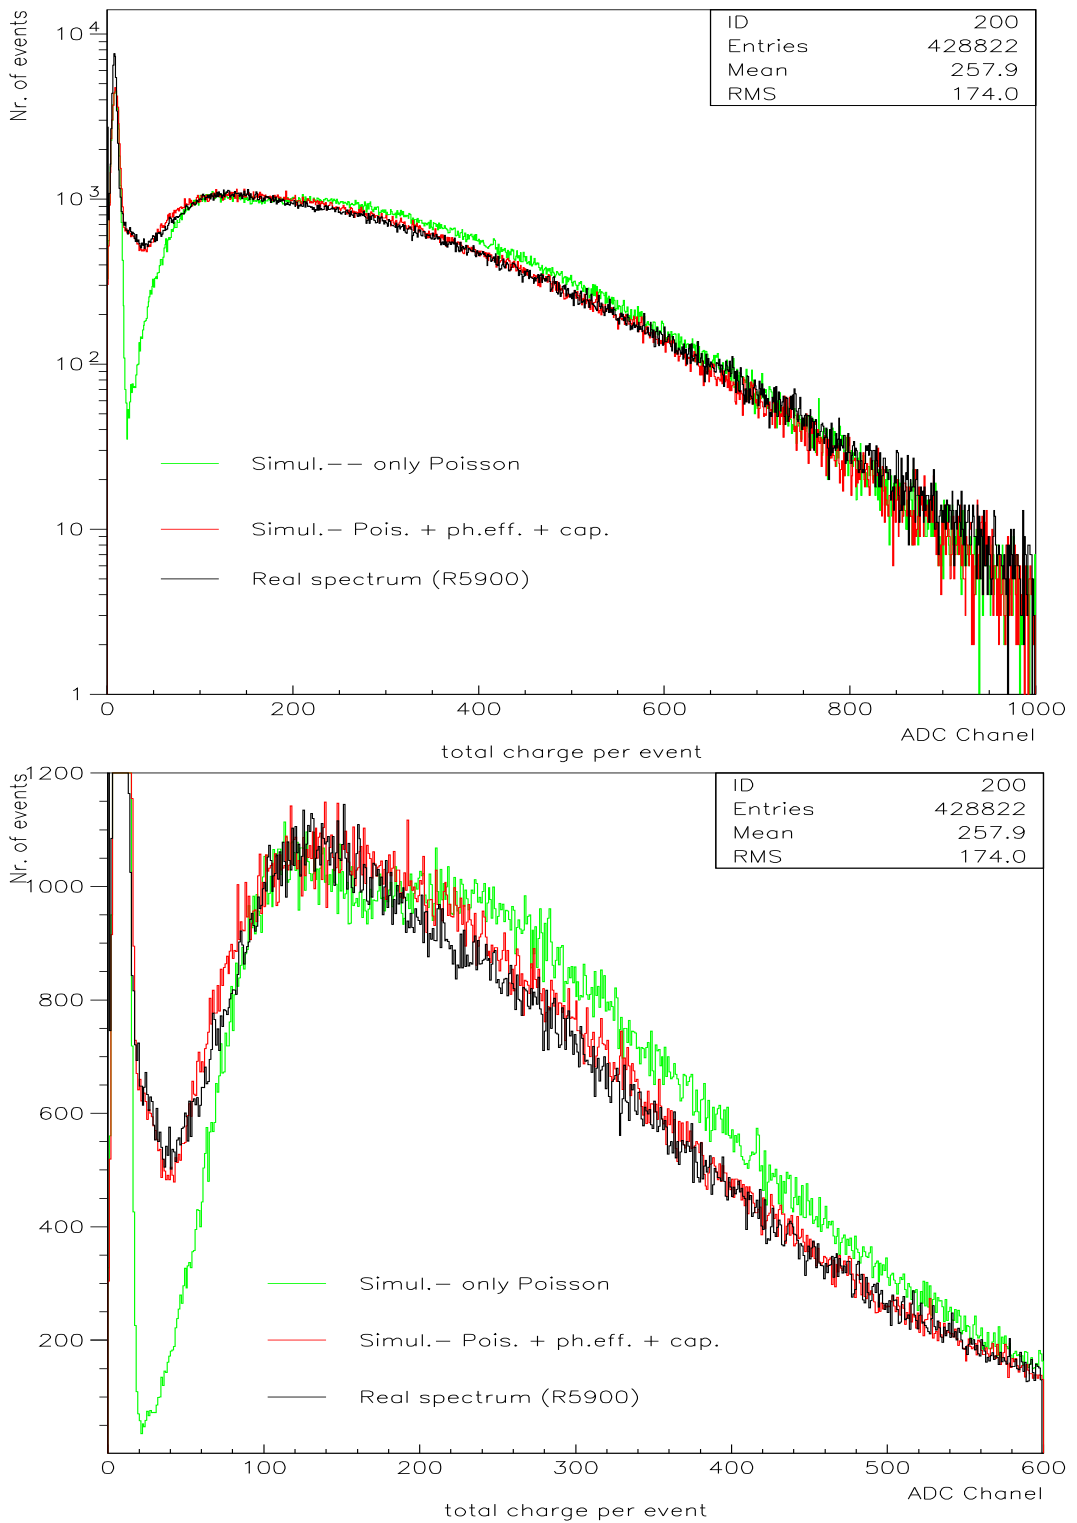 Nr. of events
10^4
10^3
10^2
10
1
ID 200
Entries 428822
Mean 257.9
RMS 174.0
Simul.-- only Poisson
Simul.- Pois. + ph.eff. + cap.
Real spectrum (R5900)
0 200 400 600 800 1000
ADC Chanel
total charge per event
Nr. of events
1200
1000
800
600
400
200
ID 200
Entries 428822
Mean 257.9
RMS 174.0
Simul.- only Poisson
Simul.- Pois. + ph.eff. + cap.
Real spectrum (R5900)
0 100 200 300 400 500 600
ADC Chanel
total charge per event